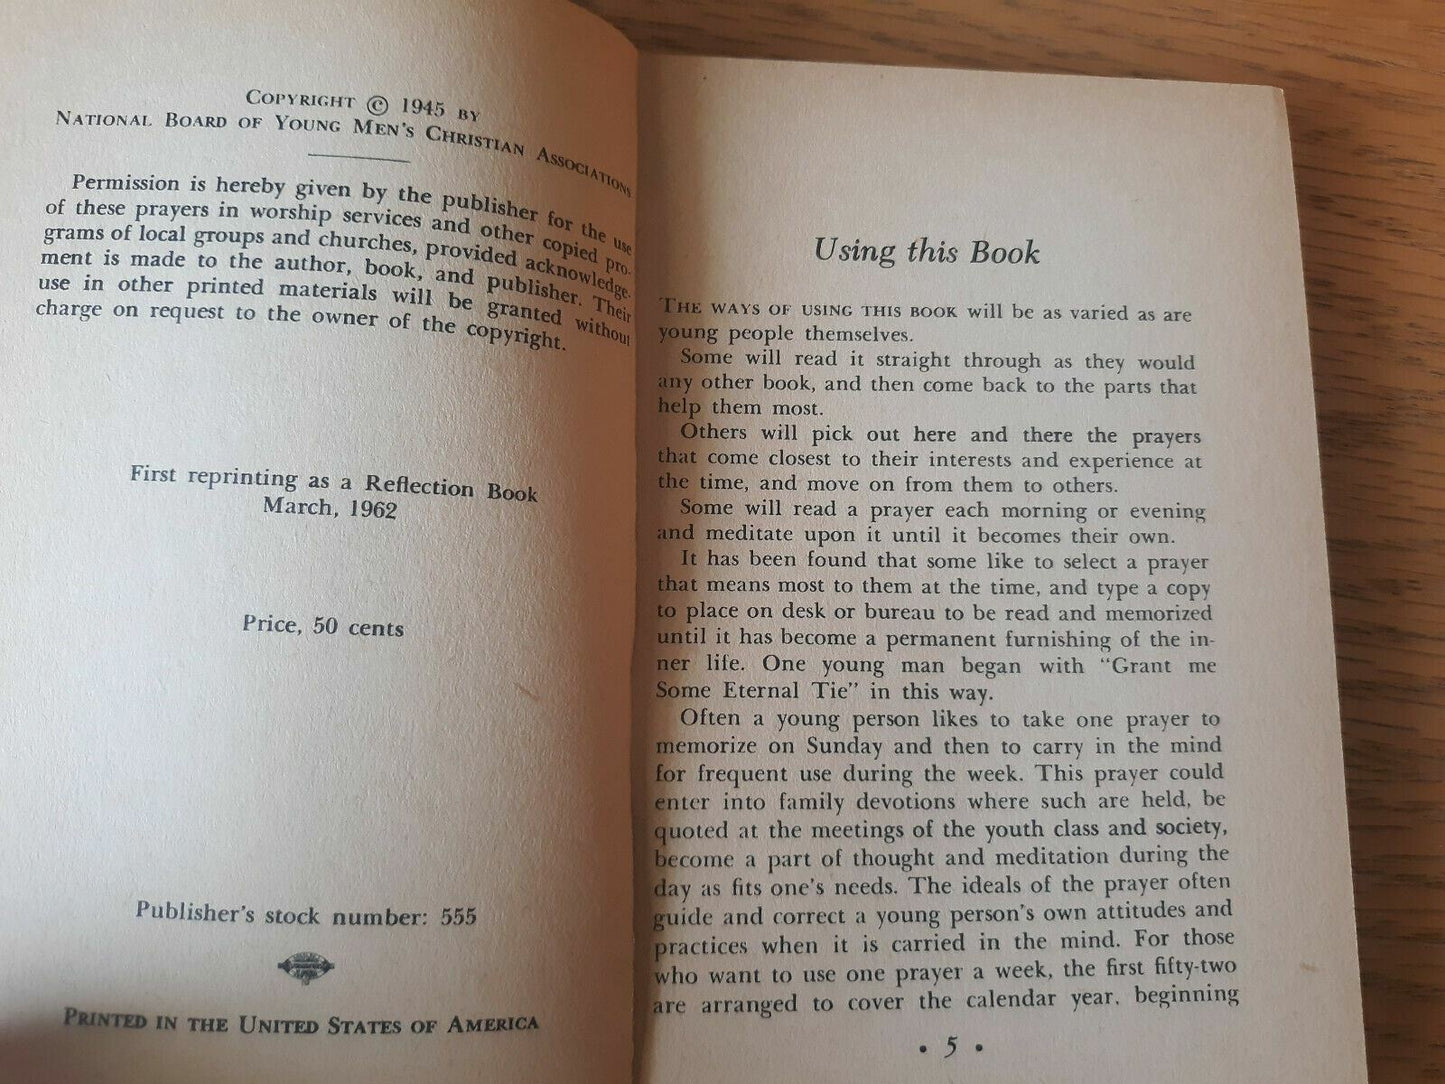 Copyright © 1945 by
National Board of Young Men's Christian Associations
Permission is hereby given by the publisher for the use
of these prayers in worship services and other copied pro-
grams of local groups and churches, provided acknowledge-
ment is made to the author, book, and publisher. Their
use in other printed materials will be granted without
charge on request to the owner of the copyright.
First reprinting as a Reflection Book
March, 1962
Price, 50 cents
Publisher's stock number: 555
Printed in the United States of America
Using this Book
The ways of using this book will be as varied as are
young people themselves.
Some will read it straight through as they would
any other book, and then come back to the parts that
help them most.
Others will pick out here and there the prayers
that come closest to their interests and experience at
the time, and move on from them to others.
Some will read a prayer each morning or evening
and meditate upon it until it becomes their own.
It has been found that some like to select a prayer
that means most to them at the time, and type a copy
to place on desk or bureau to be read and memorized
until it has become a permanent furnishing of the in-
ner life. One young man began with "Grant me
Some Eternal Tie" in this way.
Often a young person likes to take one prayer to
memorize on Sunday and then to carry in the mind
for frequent use during the week. This prayer could
enter into family devotions where such are held, be
quoted at the meetings of the youth class and society,
become a part of thought and meditation during the
day as fits one's needs. The ideals of the prayer often
guide and correct a young person's own attitudes and
practices when it is carried in the mind. For those
who want to use one prayer a week, the first fifty-two
are arranged to cover the calendar year, beginning
• 5 •